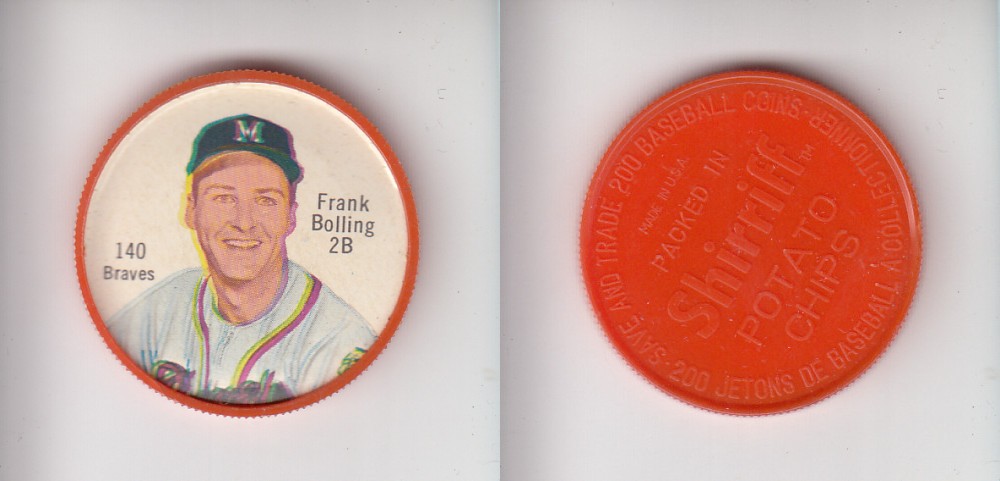 M
Frank
Bolling
2B
140
Braves
SAVE AND TRADE 200 BASEBALL COINS-
200 JETONS DE BASEBALL A COLLECTIONNER
MADE IN U.S.A.
PACKED IN
Shirriff™
POTATO
CHIPS